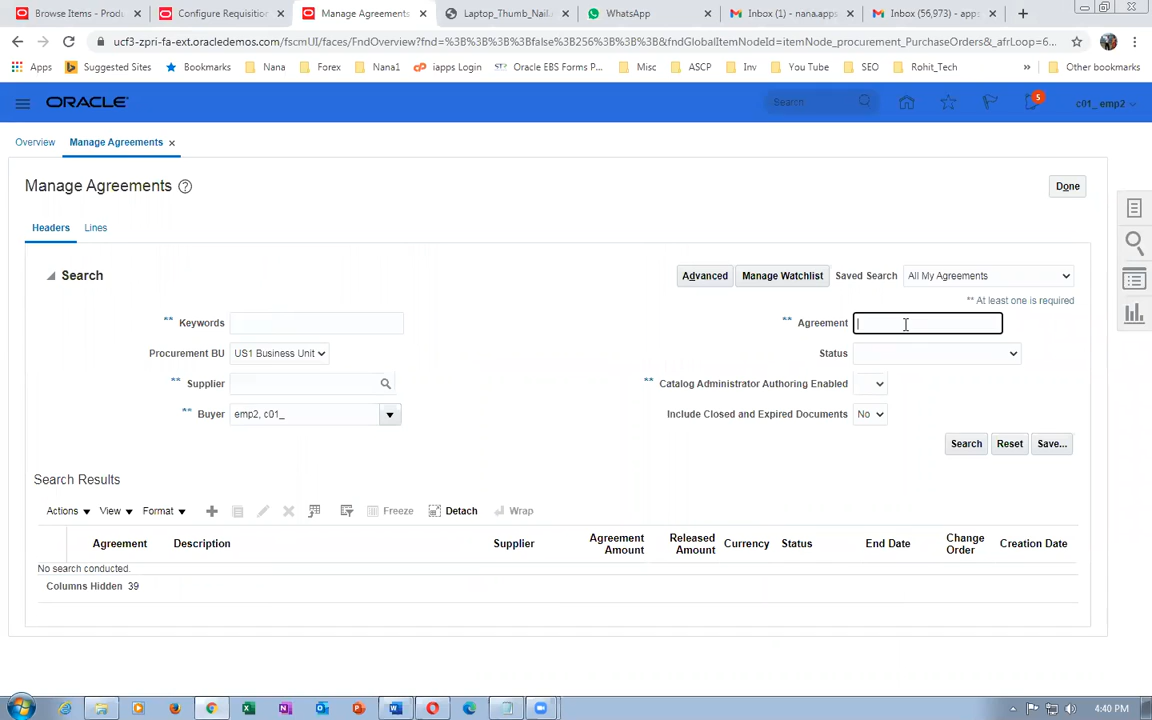 Browse Items - Produ
Configure Requisition
Manage Agreements
Laptop_Thumb_Nail.
WhatsApp
Inbox (1) - nana.apps
Inbox (56,973) - apps
ucf3-zpri-fa-ext.oracledemos.com/fscmUI/faces/FndOverview?fnd=%3B%3B%3B%3Bfalse%3B256%3B%3B%3B&fndGlobalItemNodeId=itemNode_procurement_PurchaseOrders&_afrLoop=6...
Apps
Suggested Sites
Bookmarks
Nana
Forex
Nana1
iapps Login
Oracle EBS Forms P...
Misc
ASCP
Inv
You Tube
SEO
Rohit_Tech
»
Other bookmarks
ORACLE
Search
5
c01_ emp2
Overview
Manage Agreements
Manage Agreements
Done
Headers
Lines
Search
Advanced
Manage Watchlist
Saved Search
All My Agreements
** At least one is required
** Keywords
** Agreement
Procurement BU
US1 Business Unit
Status
** Supplier
** Catalog Administrator Authoring Enabled
** Buyer
emp2, c01_
Include Closed and Expired Documents
No
Search
Reset
Save...
Search Results
Actions
View
Format
Freeze
Detach
Wrap
Agreement
Description
Supplier
Agreement Amount
Released Amount
Currency
Status
End Date
Change Order
Creation Date
No search conducted.
Columns Hidden 39
4:40 PM